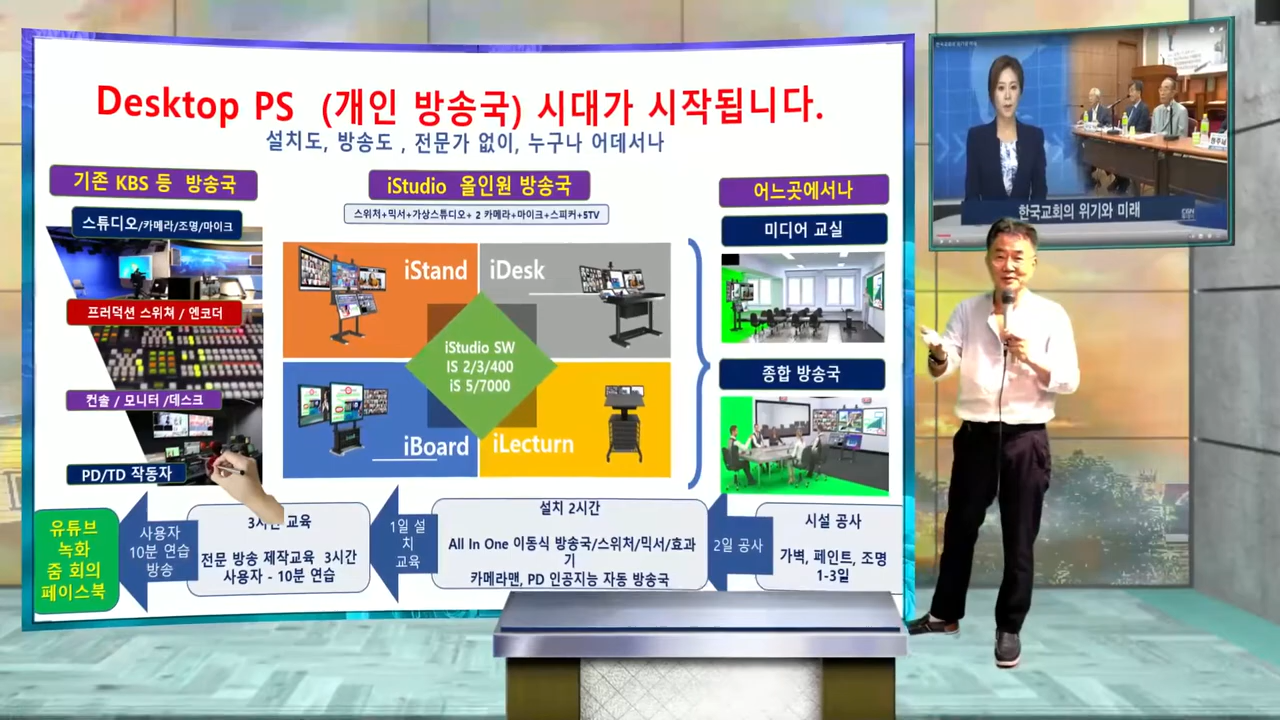 Desktop PS (개인 방송국) 시대가 시작됩니다.
설치도, 방송도 , 전문가 없이, 누구나 어데서나
기존 KBS 등 방송국
스튜디오/카메라/조명/마이크
프러덕션 스위쳐 / 엔코더
컨솔 / 모니터 /데스크
PD/TD 작동자
iStudio 올인원 방송국
스위처+믹서+가상스튜디오+ 2 카메라+마이크+스피커+5TV
iStand
iDesk
iStudio SW
IS 2/3/400
iS 5/7000
iBoard
iLecturn
어느곳에서나
미디어 교실
종합 방송국
유튜브
녹화
줌 회의
페이스북
사용자
10분 연습
방송
3시간 교육
전문 방송 제작교육 3시간
사용자 - 10분 연습
1일 설
치
교육
설치 2시간
All In One 이동식 방송국/스위처/믹서/효과
기
카메라맨, PD 인공지능 자동 방송국
2일 공사
시설 공사
가벽, 페인트, 조명
1-3일
한국교회의 위기와 미래